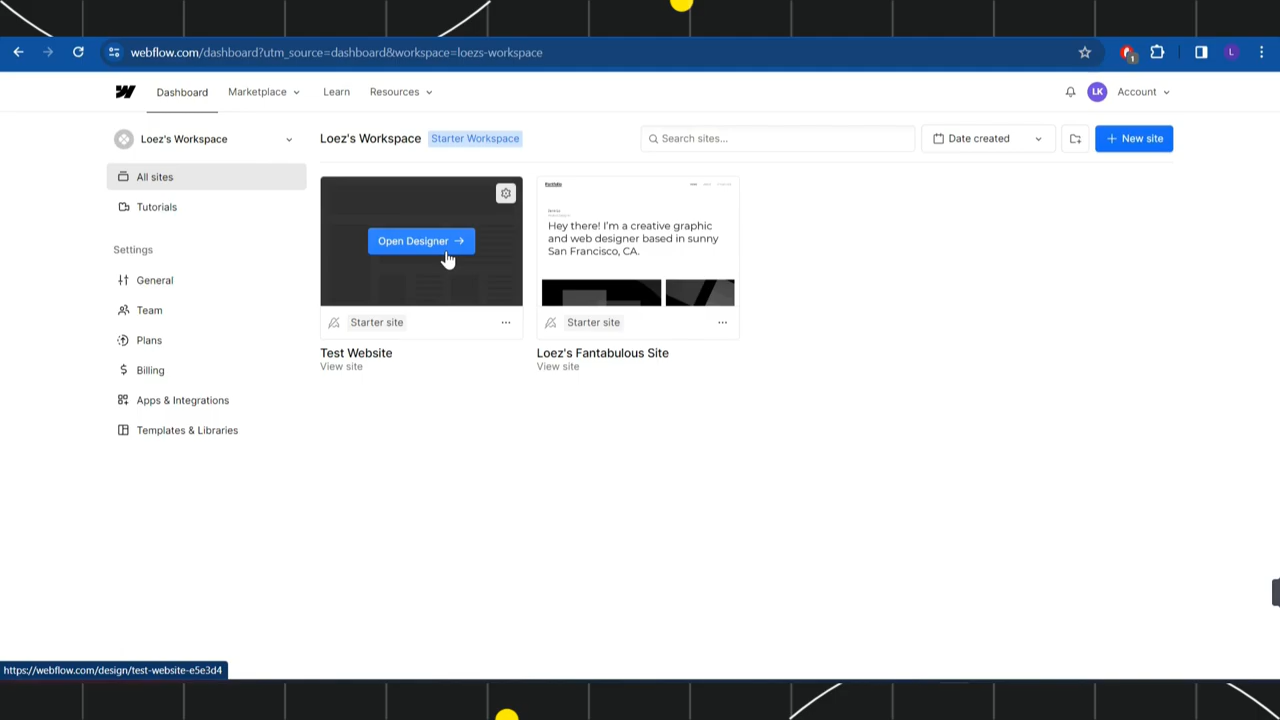 webflow.com/dashboard?utm_source=dashboard&workspace=loezs-workspace
1
L
Dashboard
Marketplace
Learn
Resources
LK
Account
Loez's Workspace
Loez's Workspace
Starter Workspace
Search sites...
Date created
+ New site
All sites
Tutorials
Settings
General
Team
Plans
Billing
Apps & Integrations
Templates & Libraries
Open Designer →
Starter site
Test Website
View site
Portfolio
Hey there! I'm a creative graphic
and web designer based in sunny
San Francisco, CA.
Starter site
Loez's Fantabulous Site
View site
https://webflow.com/design/test-website-e5e3d4